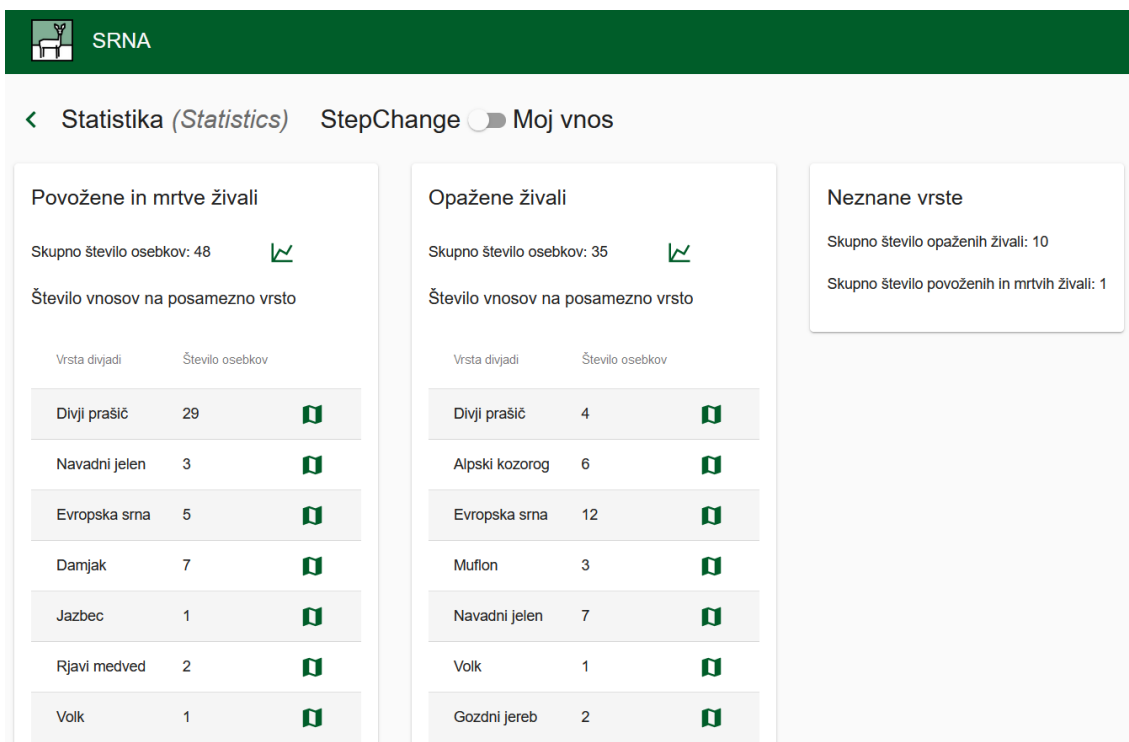 SRNA
Statistika (Statistics) StepChange Moj vnos
Povožene in mrtve živali
Skupno število osebkov: 48
Število vnosov na posamezno vrsto
Vrsta divjadi Število osebkov
Divji prašič 29
Navadni jelen 3
Evropska srna 5
Damjak 7
Jazbec 1
Rjavi medved 2
Volk 1
Opažene živali
Skupno število osebkov: 35
Število vnosov na posamezno vrsto
Vrsta divjadi Število osebkov
Divji prašič 4
Alpski kozorog 6
Evropska srna 12
Muflon 3
Navadni jelen 7
Volk 1
Gozdni jereb 2
Neznane vrste
Skupno število opaženih živali: 10
Skupno število povoženih in mrtvih živali: 1